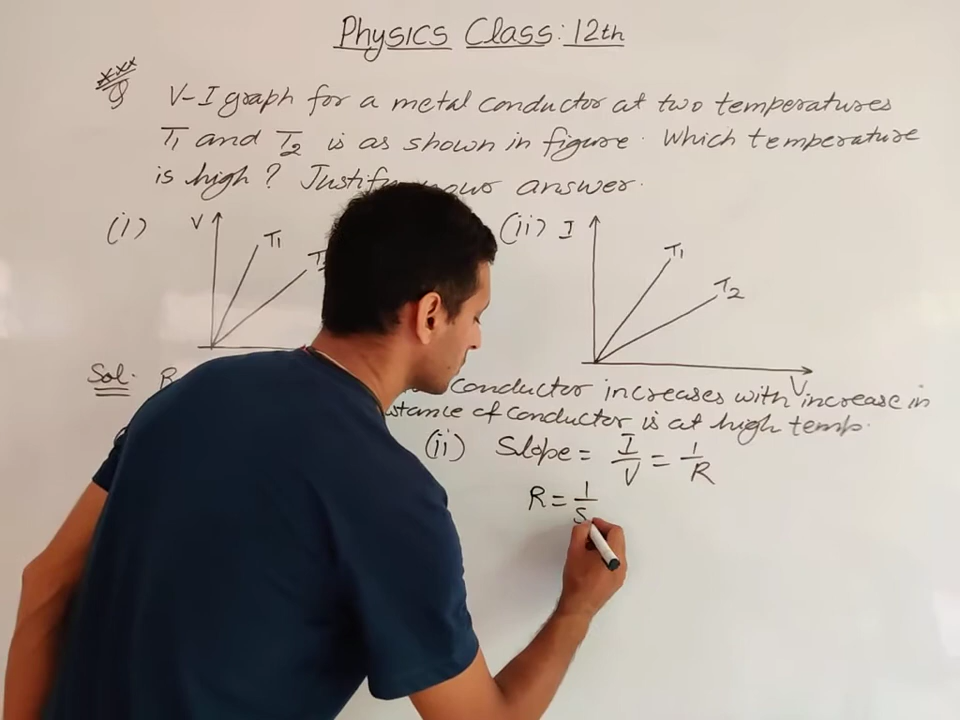 Physics Class: 12th
Q V-I graph for a metal conductor at two temperatures
T1 and T2 is as shown in figure. Which temperature
is high? Justify your answer.
(i) V T1
(ii) I T1 T2 V
Sol: conductor increases with increase in
of conductor is at high temp.
(ii) Slope = I/V = 1/R
R = 1/S